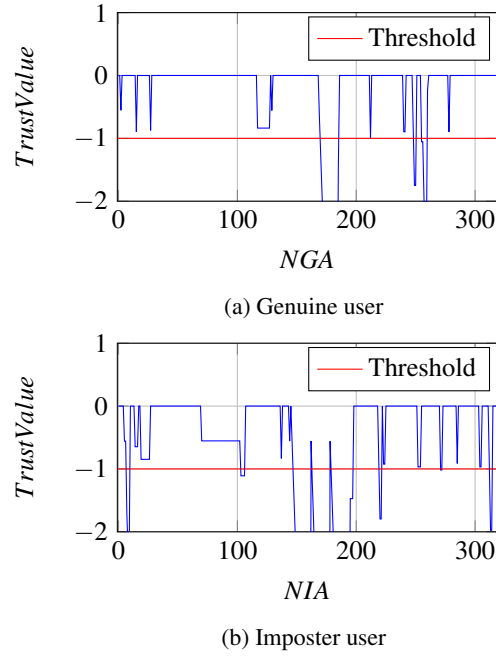 1
Threshold
0
−1
−2
TrustValue
0
100
200
300
NGA
(a) Genuine user
1
Threshold
0
−1
−2
TrustValue
0
100
200
300
NIA
(b) Imposter user